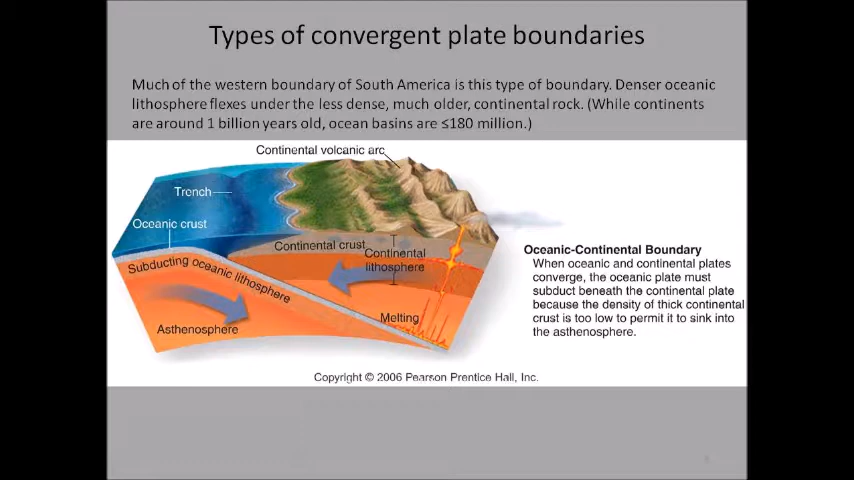 Types of convergent plate boundaries
Much of the western boundary of South America is this type of boundary. Denser oceanic
lithosphere flexes under the less dense, much older, continental rock. (While continents
are around 1 billion years old, ocean basins are ≤180 million.)
Continental volcanic arc
Trench
Oceanic crust
Continental crust
Continental
lithosphere
Subducting oceanic lithosphere
Melting
Asthenosphere
Oceanic-Continental Boundary
When oceanic and continental plates
converge, the oceanic plate must
subduct beneath the continental plate
because the density of thick continental
crust is too low to permit it to sink into
the asthenosphere.
Copyright © 2006 Pearson Prentice Hall, Inc.